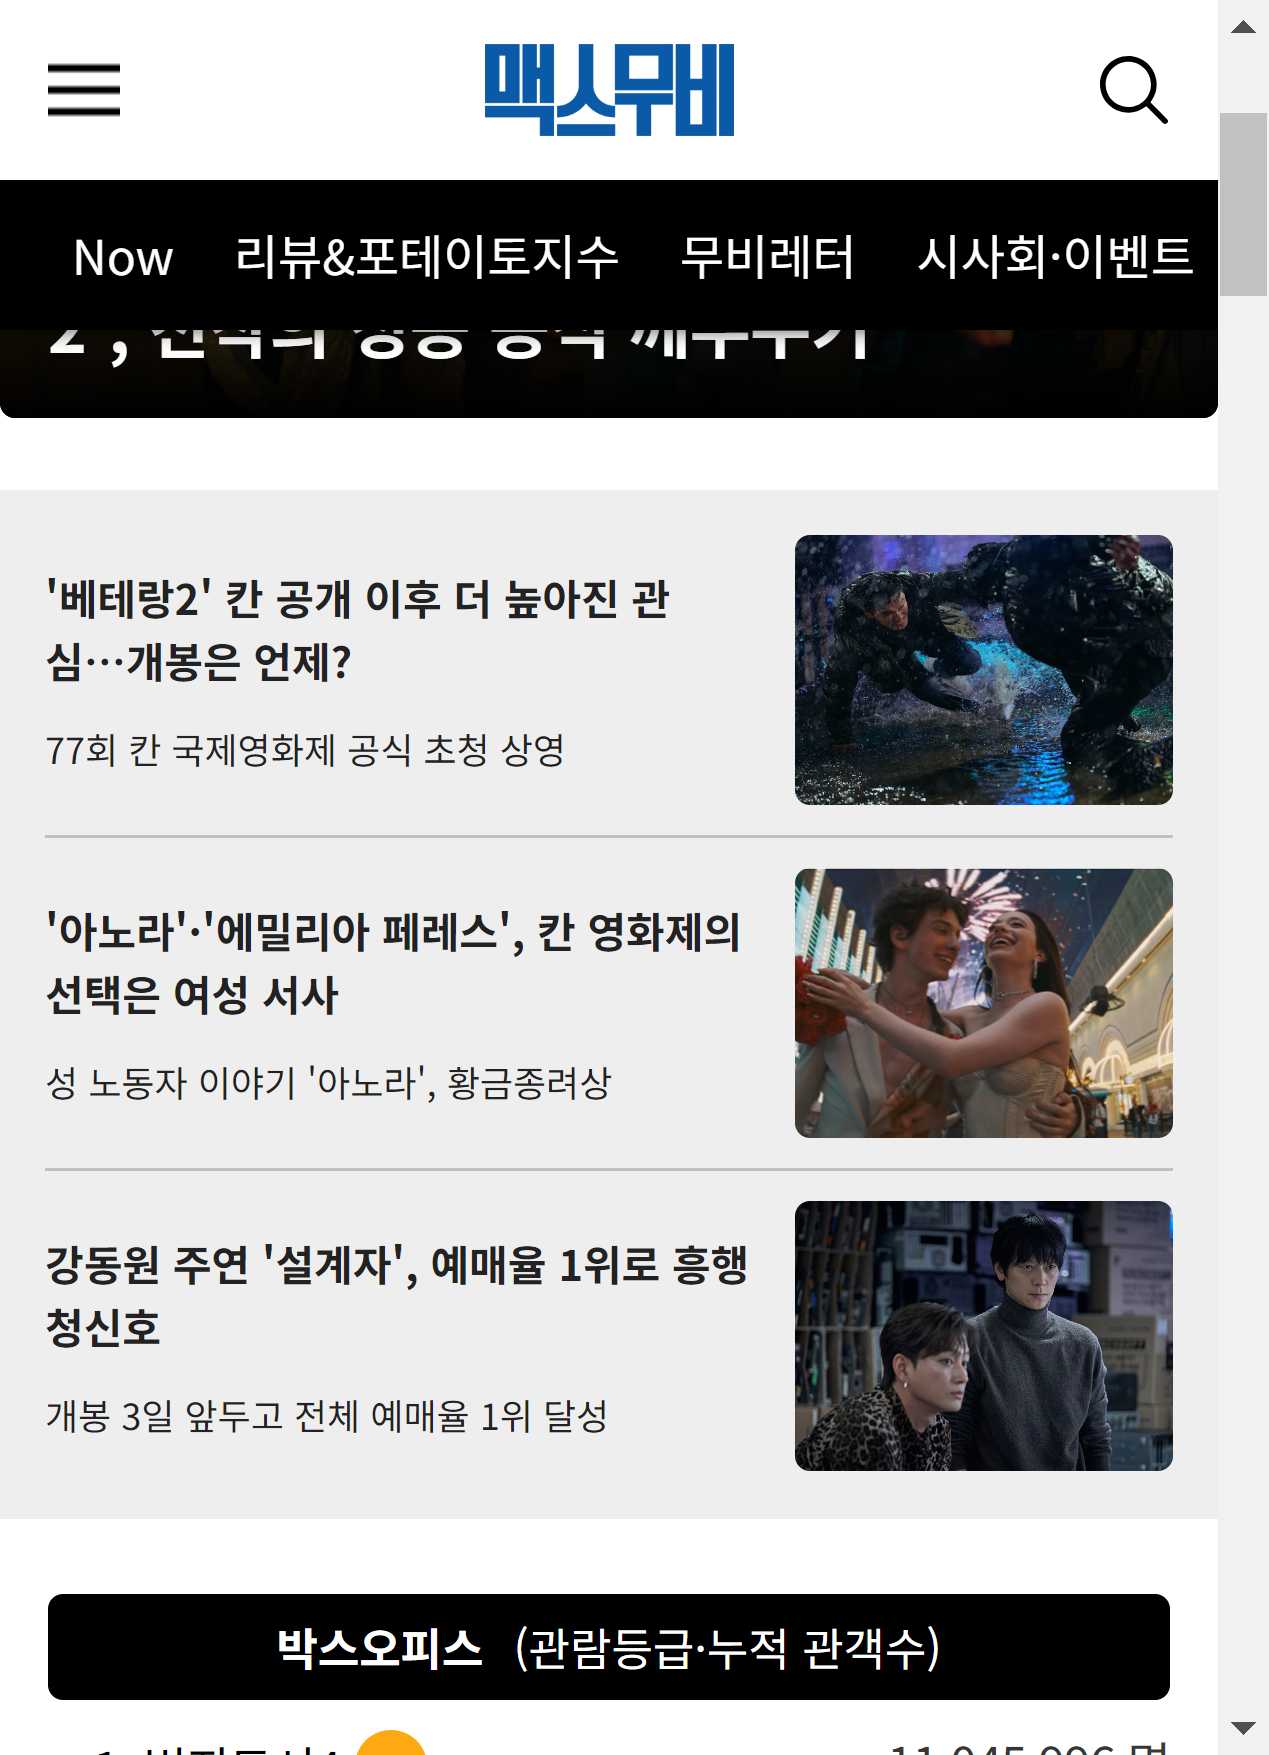 맥스무비
Now 리뷰&포테이토지수 무비레터 시사회·이벤트
'베테랑2' 칸 공개 이후 더 높아진 관
심…개봉은 언제?
77회 칸 국제영화제 공식 초청 상영
'아노라'·'에밀리아 페레스', 칸 영화제의
선택은 여성 서사
성 노동자 이야기 '아노라', 황금종려상
강동원 주연 '설계자', 예매율 1위로 흥행
청신호
개봉 3일 앞두고 전체 예매율 1위 달성
박스오피스 (관람등급·누적 관객수)